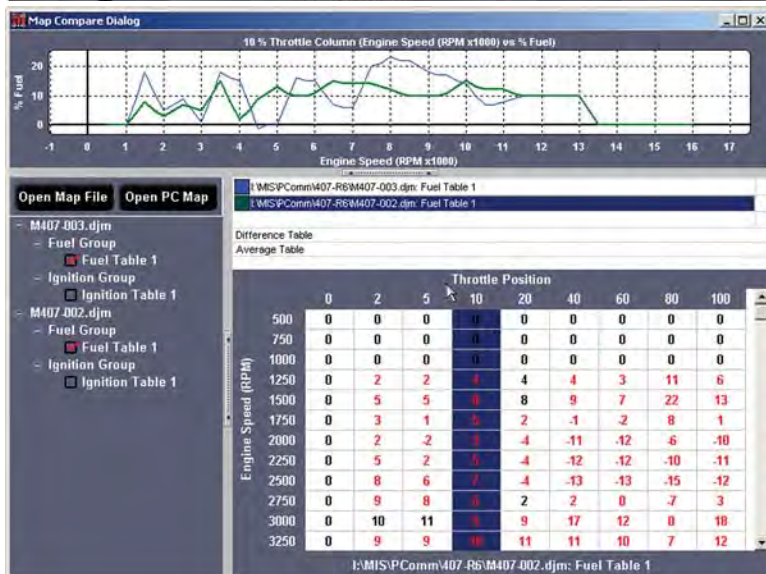 Map Compare Dialog
10 % Throttle Column (Engine Speed (RPM x1000) vs % Fuel)
% Fuel
20
10
0
-1 0 1 2 3 4 5 6 7 8 9 10 11 12 13 14 15 16 17
Engine Speed (RPM x1000)
Open Map File Open PC Map
I:\MIS\PComm\407-R6\M407-003.djm: Fuel Table 1
I:\MIS\PComm\407-R6\M407-002.djm: Fuel Table 1
Difference Table
Average Table
M407-003.djm
Fuel Group
Fuel Table 1
Ignition Group
Ignition Table 1
M407-002.djm
Fuel Group
Fuel Table 1
Ignition Group
Ignition Table 1
Throttle Position
0 2 5 10 20 40 60 80 100
Engine Speed (RPM)
500 0 0 0 0 0 0 0 0
750 0 0 0 0 0 0 0 0
1000 0 0 0 0 0 0 0 0
1250 0 2 2 4 4 4 3 11 6
1500 0 5 5 8 9 7 22 13
1750 0 3 1 5 2 -1 -2 8 1
2000 0 2 -2 3 -4 -11 -12 -6 -10
2250 0 5 2 5 -4 -12 -12 -10 -11
2500 0 8 6 7 -4 -13 -13 -15 -12
2750 0 9 8 2 2 0 -7 3
3000 0 10 11 9 17 12 0 18
3250 0 9 9 10 11 11 10 7 12
I:\MIS\PComm\407-R6\M407-002.djm: Fuel Table 1